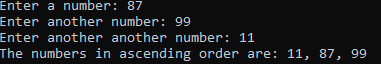 Enter a number: 87
Enter another number: 99
Enter another another number: 11
The numbers in ascending order are: 11, 87, 99